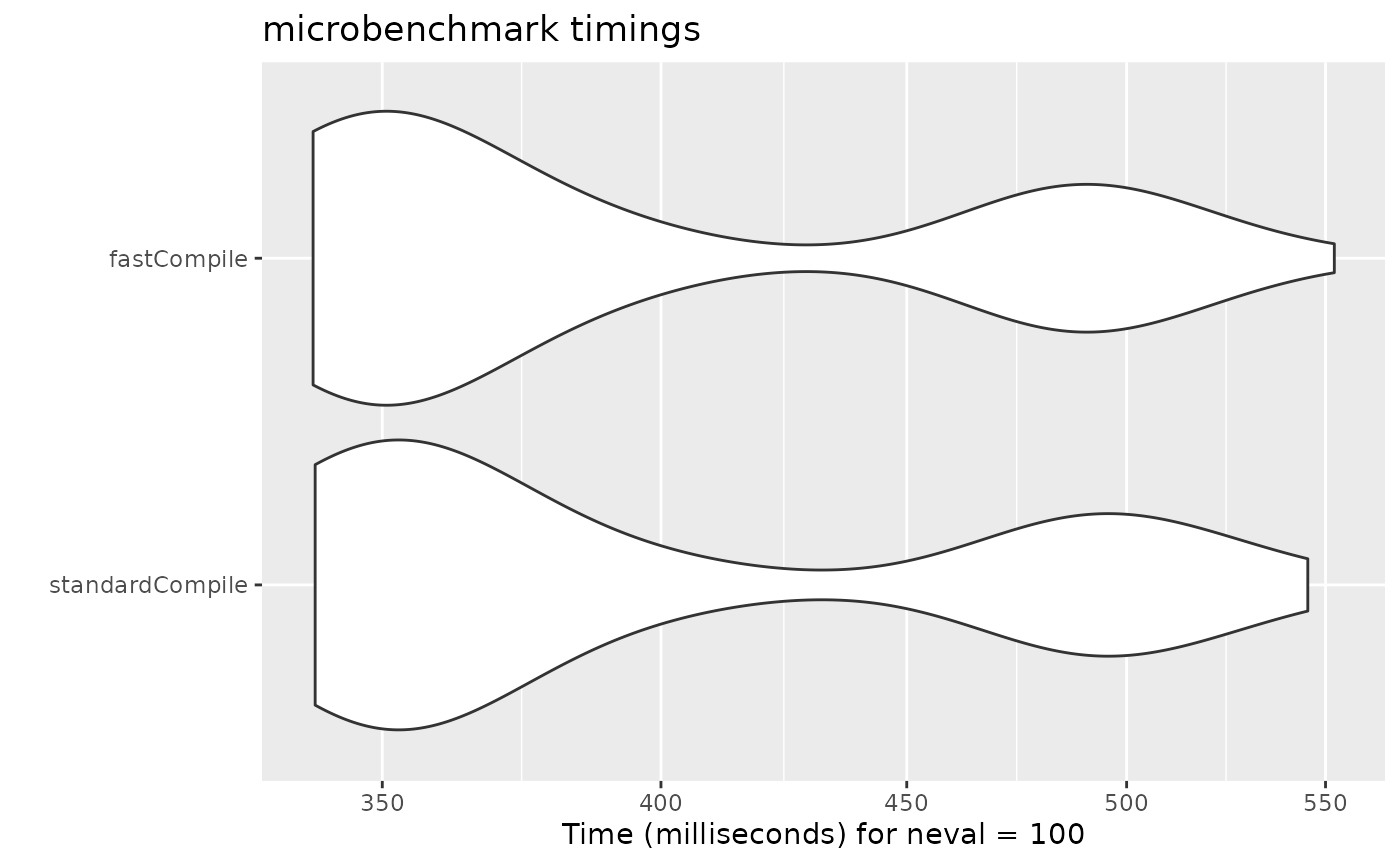 microbenchmark timings
fastCompile
standardCompile
350 400 450 500 550
Time (milliseconds) for neval = 100